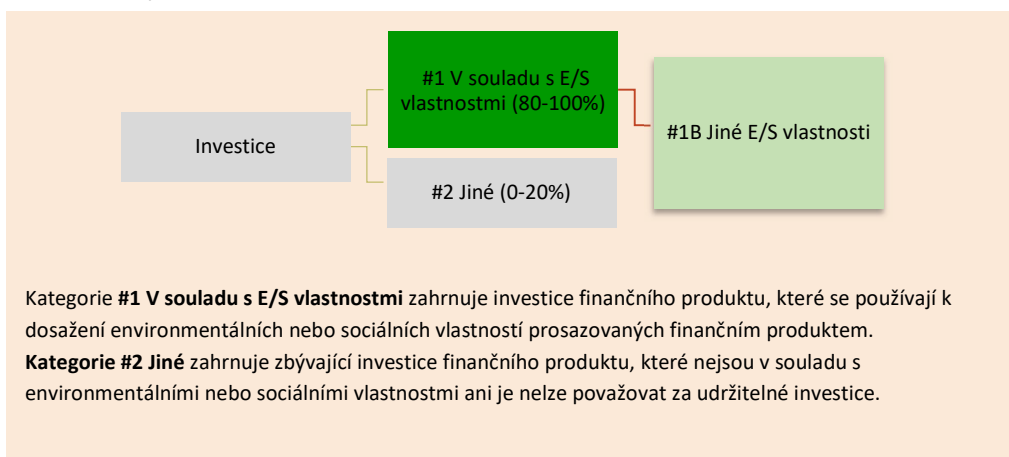 #1 V souladu s E/S
vlastnostmi (80-100%)
#1B Jiné E/S vlastnosti
Investice
#2 Jiné (0-20%)
Kategorie #1 V souladu s E/S vlastnostmi zahrnuje investice finančního produktu, které se používají k
dosažení environmentálních nebo sociálních vlastností prosazovaných finančním produktem.
Kategorie #2 Jiné zahrnuje zbývající investice finančního produktu, které nejsou v souladu s
environmentálními nebo sociálními vlastnostmi ani je nelze považovat za udržitelné investice.